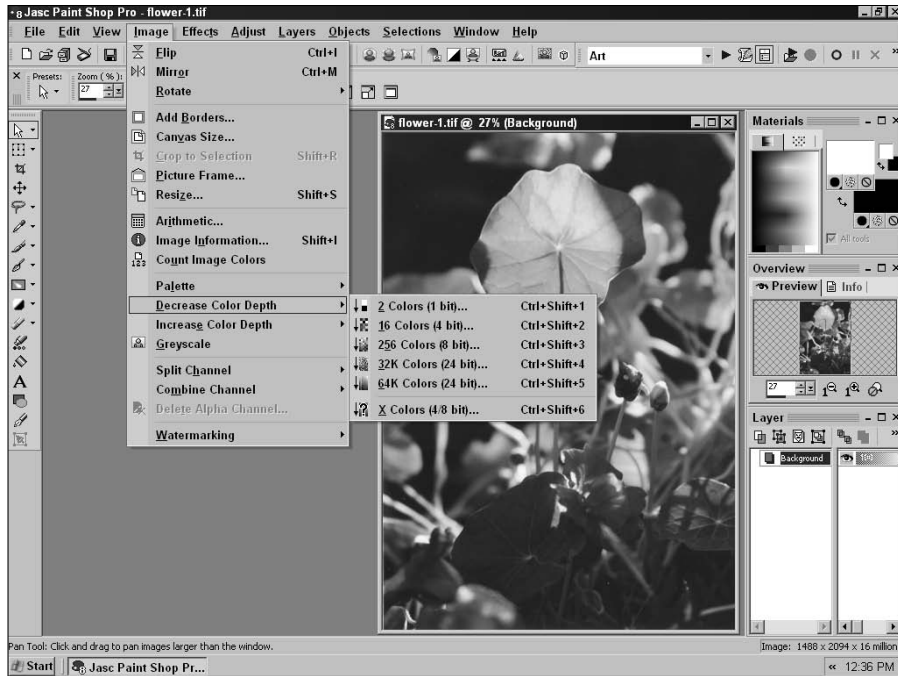 Jasc Paint Shop Pro - flower-1.tif
File Edit View Image Effects Adjust Layers Objects Selections Window Help
Art
Presets: Zoom (%):
27
Flip Ctrl+I
Mirror Ctrl+M
Rotate
Add Borders...
Canvas Size...
Crop to Selection Shift+R
Picture Frame...
Resize... Shift+S
Arithmetic...
Image Information... Shift+I
Count Image Colors
Palette
Decrease Color Depth
Increase Color Depth
Greyscale
Split Channel
Combine Channel
Delete Alpha Channel...
Watermarking
2 Colors (1 bit)... Ctrl+Shift+1
16 Colors (4 bit)... Ctrl+Shift+2
256 Colors (8 bit)... Ctrl+Shift+3
32K Colors (24 bit)... Ctrl+Shift+4
64K Colors (24 bit)... Ctrl+Shift+5
X Colors (4/8 bit)... Ctrl+Shift+6
flower-1.tif @ 27% (Background)
Materials
All tools
Overview
Preview Info
27
Layer
Background 100
Pan Tool: Click and drag to pan images larger than the window.
Image: 1488 x 2094 x 16 million
Start Jasc Paint Shop Pr... 12:36 PM